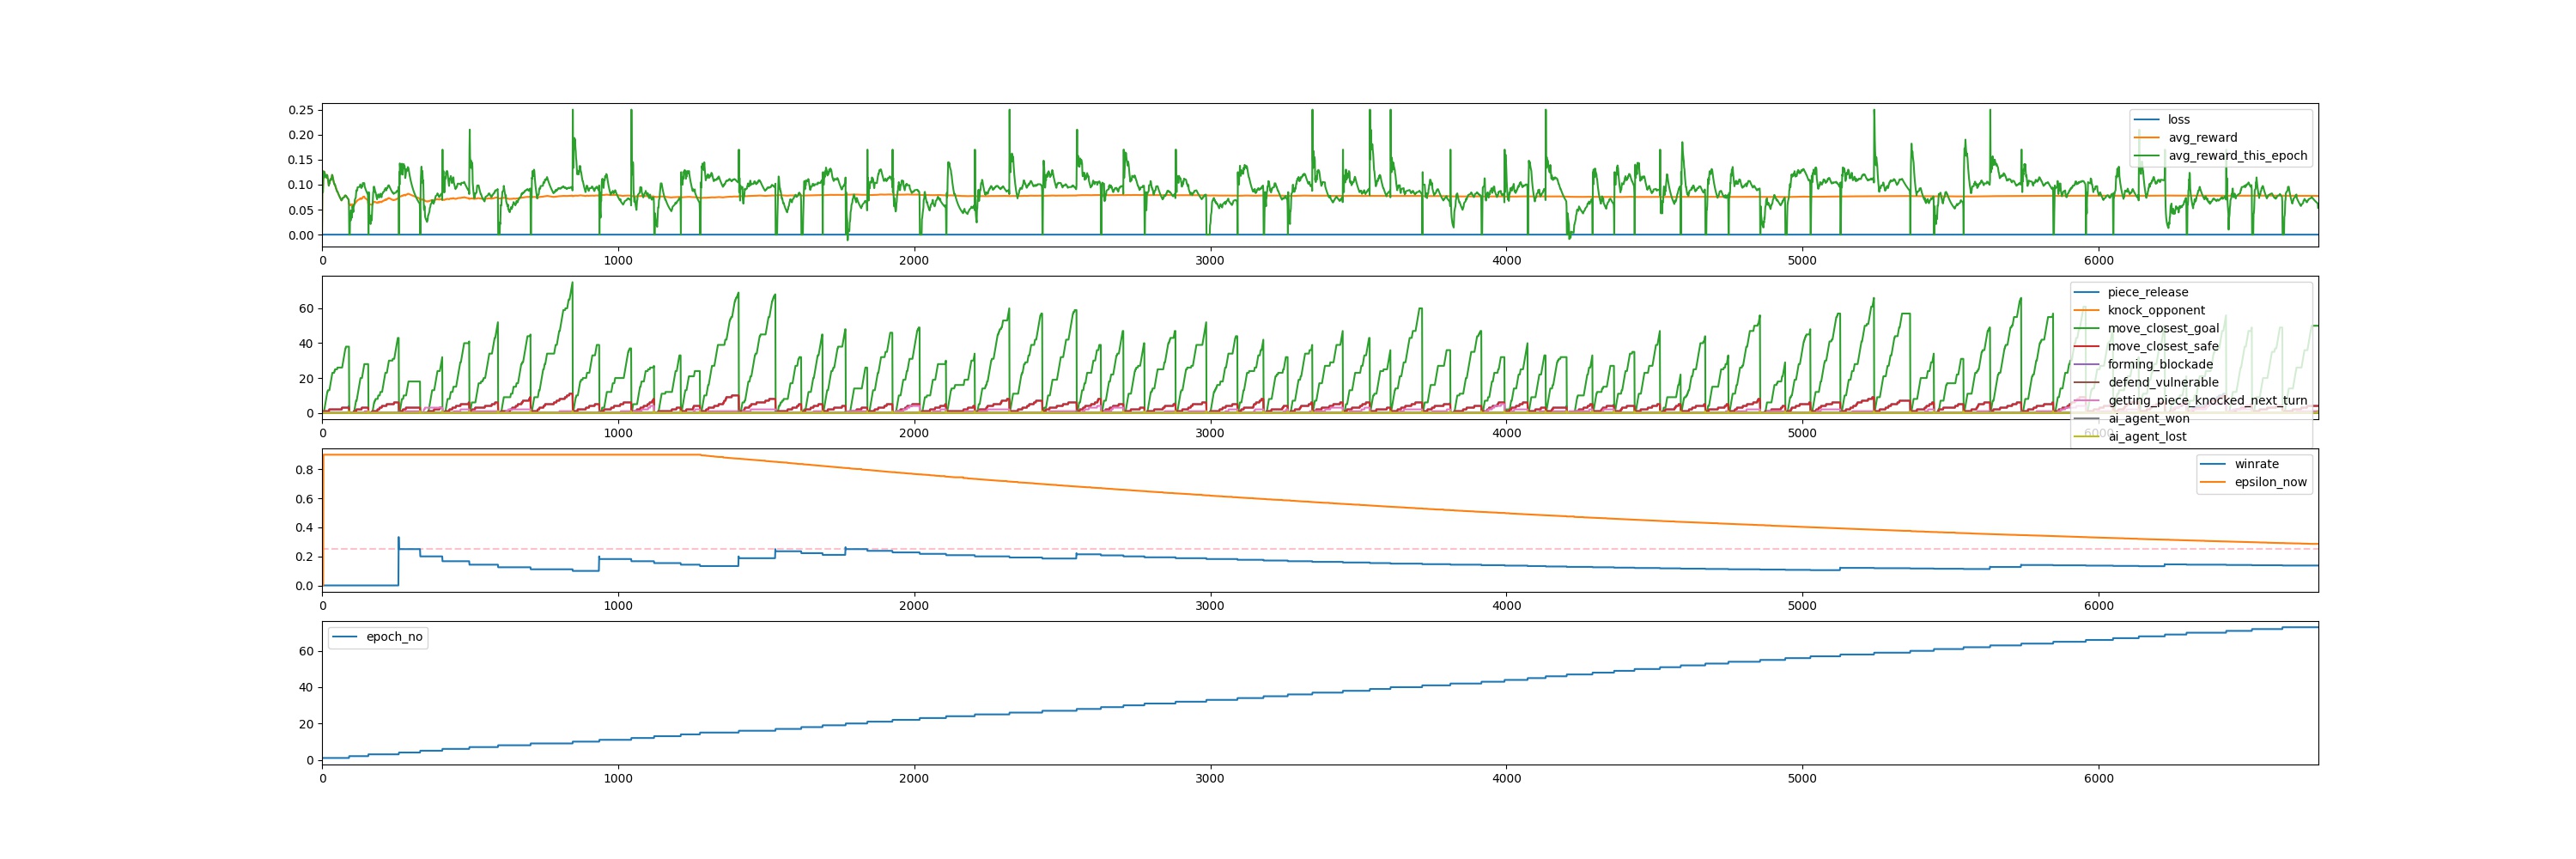 0.25
0.20
0.15
0.10
0.05
0.00
loss
avg_reward
avg_reward_this_epoch
0 1000 2000 3000 4000 5000 6000
60
40
20
0
piece_release
knock_opponent
move_closest_goal
move_closest_safe
forming_blockade
defend_vulnerable
getting_piece_knocked_next_turn
ai_agent_won
ai_agent_lost
0 1000 2000 3000 4000 5000 6000
0.8
0.6
0.4
0.2
0.0
winrate
epsilon_now
0 1000 2000 3000 4000 5000 6000
epoch_no
60
40
20
0
0 1000 2000 3000 4000 5000 6000